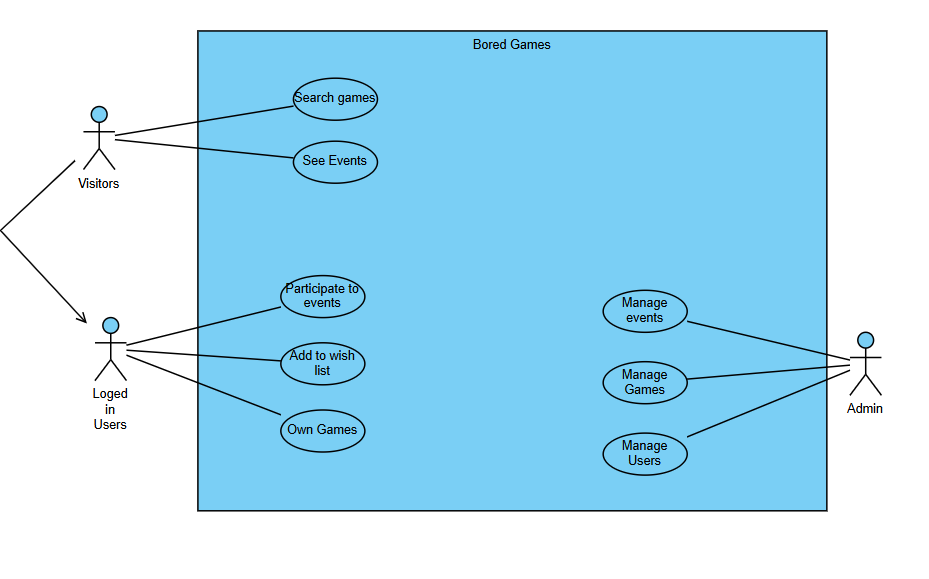 Bored Games
Search games
See Events
Visitors
Participate to
events
Add to wish
list
Own Games
Loged
in
Users
Manage
events
Manage
Games
Manage
Users
Admin